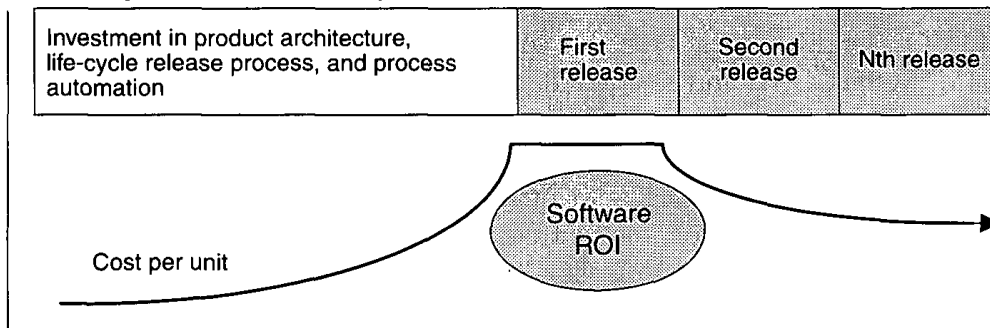 Investment in product architecture,
life-cycle release process, and process
automation
First
release
Second
release
Nth release
Software
ROI
Cost per unit